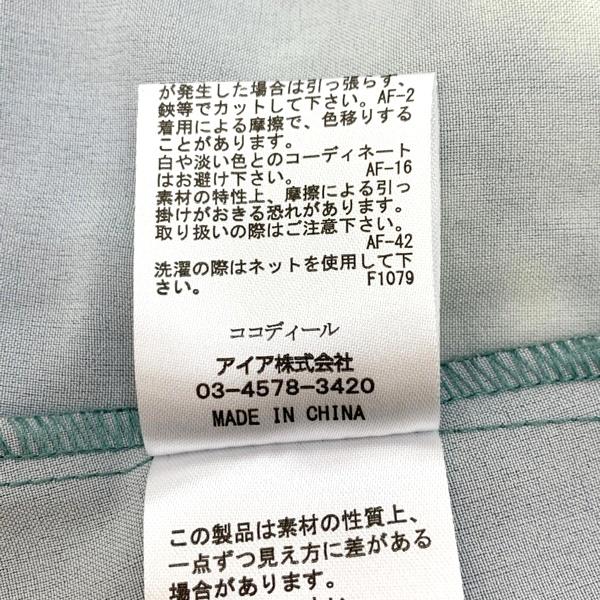 が発生した場合は引っ張らず、
鋏等でカットして下さい。AF-2
着用による摩擦で、色移りする
ことがあります。
白や淡い色とのコーディネート
はお避け下さい。 AF-16
素材の特性上、摩擦による引っ
掛けがおきる恐れがあります。
取り扱いの際はご注意下さい。
AF-42
洗濯の際はネットを使用して下
さい。 F1079
ココディール
アイア株式会社
03-4578-3420
MADE IN CHINA
この製品は素材の性質上、
一点ずつ見え方に差がある
場合があります。